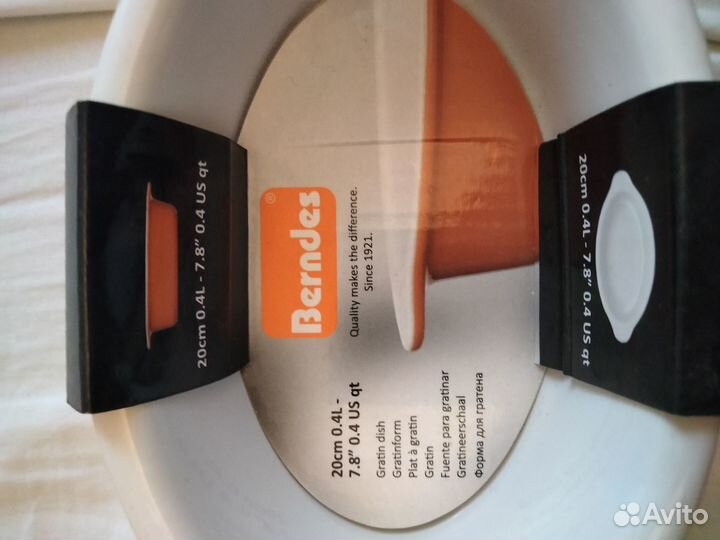 20cm 0.4L - 7.8” 0.4 US qt
Berndes®
Quality makes the difference.
Since 1921.
20cm 0.4L -
7.8” 0.4 US qt
Gratin dish
Gratinform
Plat à gratin
Gratin
Fuente para gratinar
Gratineerschaal
Форма для гратена
20cm 0.4L - 7.8” 0.4 US qt
Avito